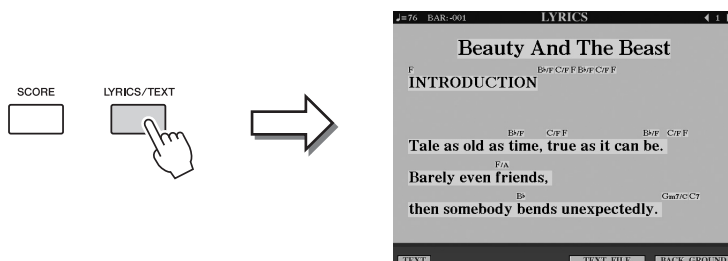 SCORE LYRICS/TEXT
♩=76 BAR:-001 LYRICS ◀ 1
Beauty And The Beast
F B♭/F C/F F B♭/F C/F F
INTRODUCTION
B♭/F C/F F B♭/F C/F F
Tale as old as time, true as it can be.
F/A
Barely even friends,
B♭ Gm7/C C7
then somebody bends unexpectedly.
TEXT TEXT FILE BACK GROUND